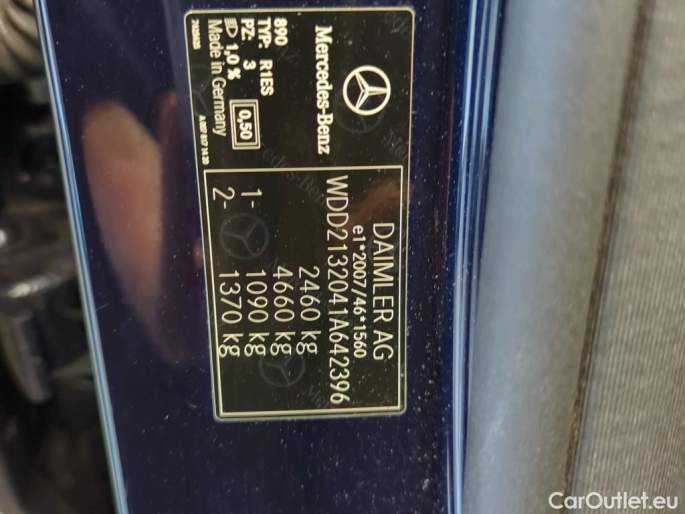 Mercedes-Benz
890
TYP: R1ES
PZ: 3
1,0 %
0,50
Made in Germany
DAIMLER AG
e1*2007/46*1560
WDD2132041A642396
2460 kg
4660 kg
1- 1090 kg
2- 1370 kg
CarOutlet.eu